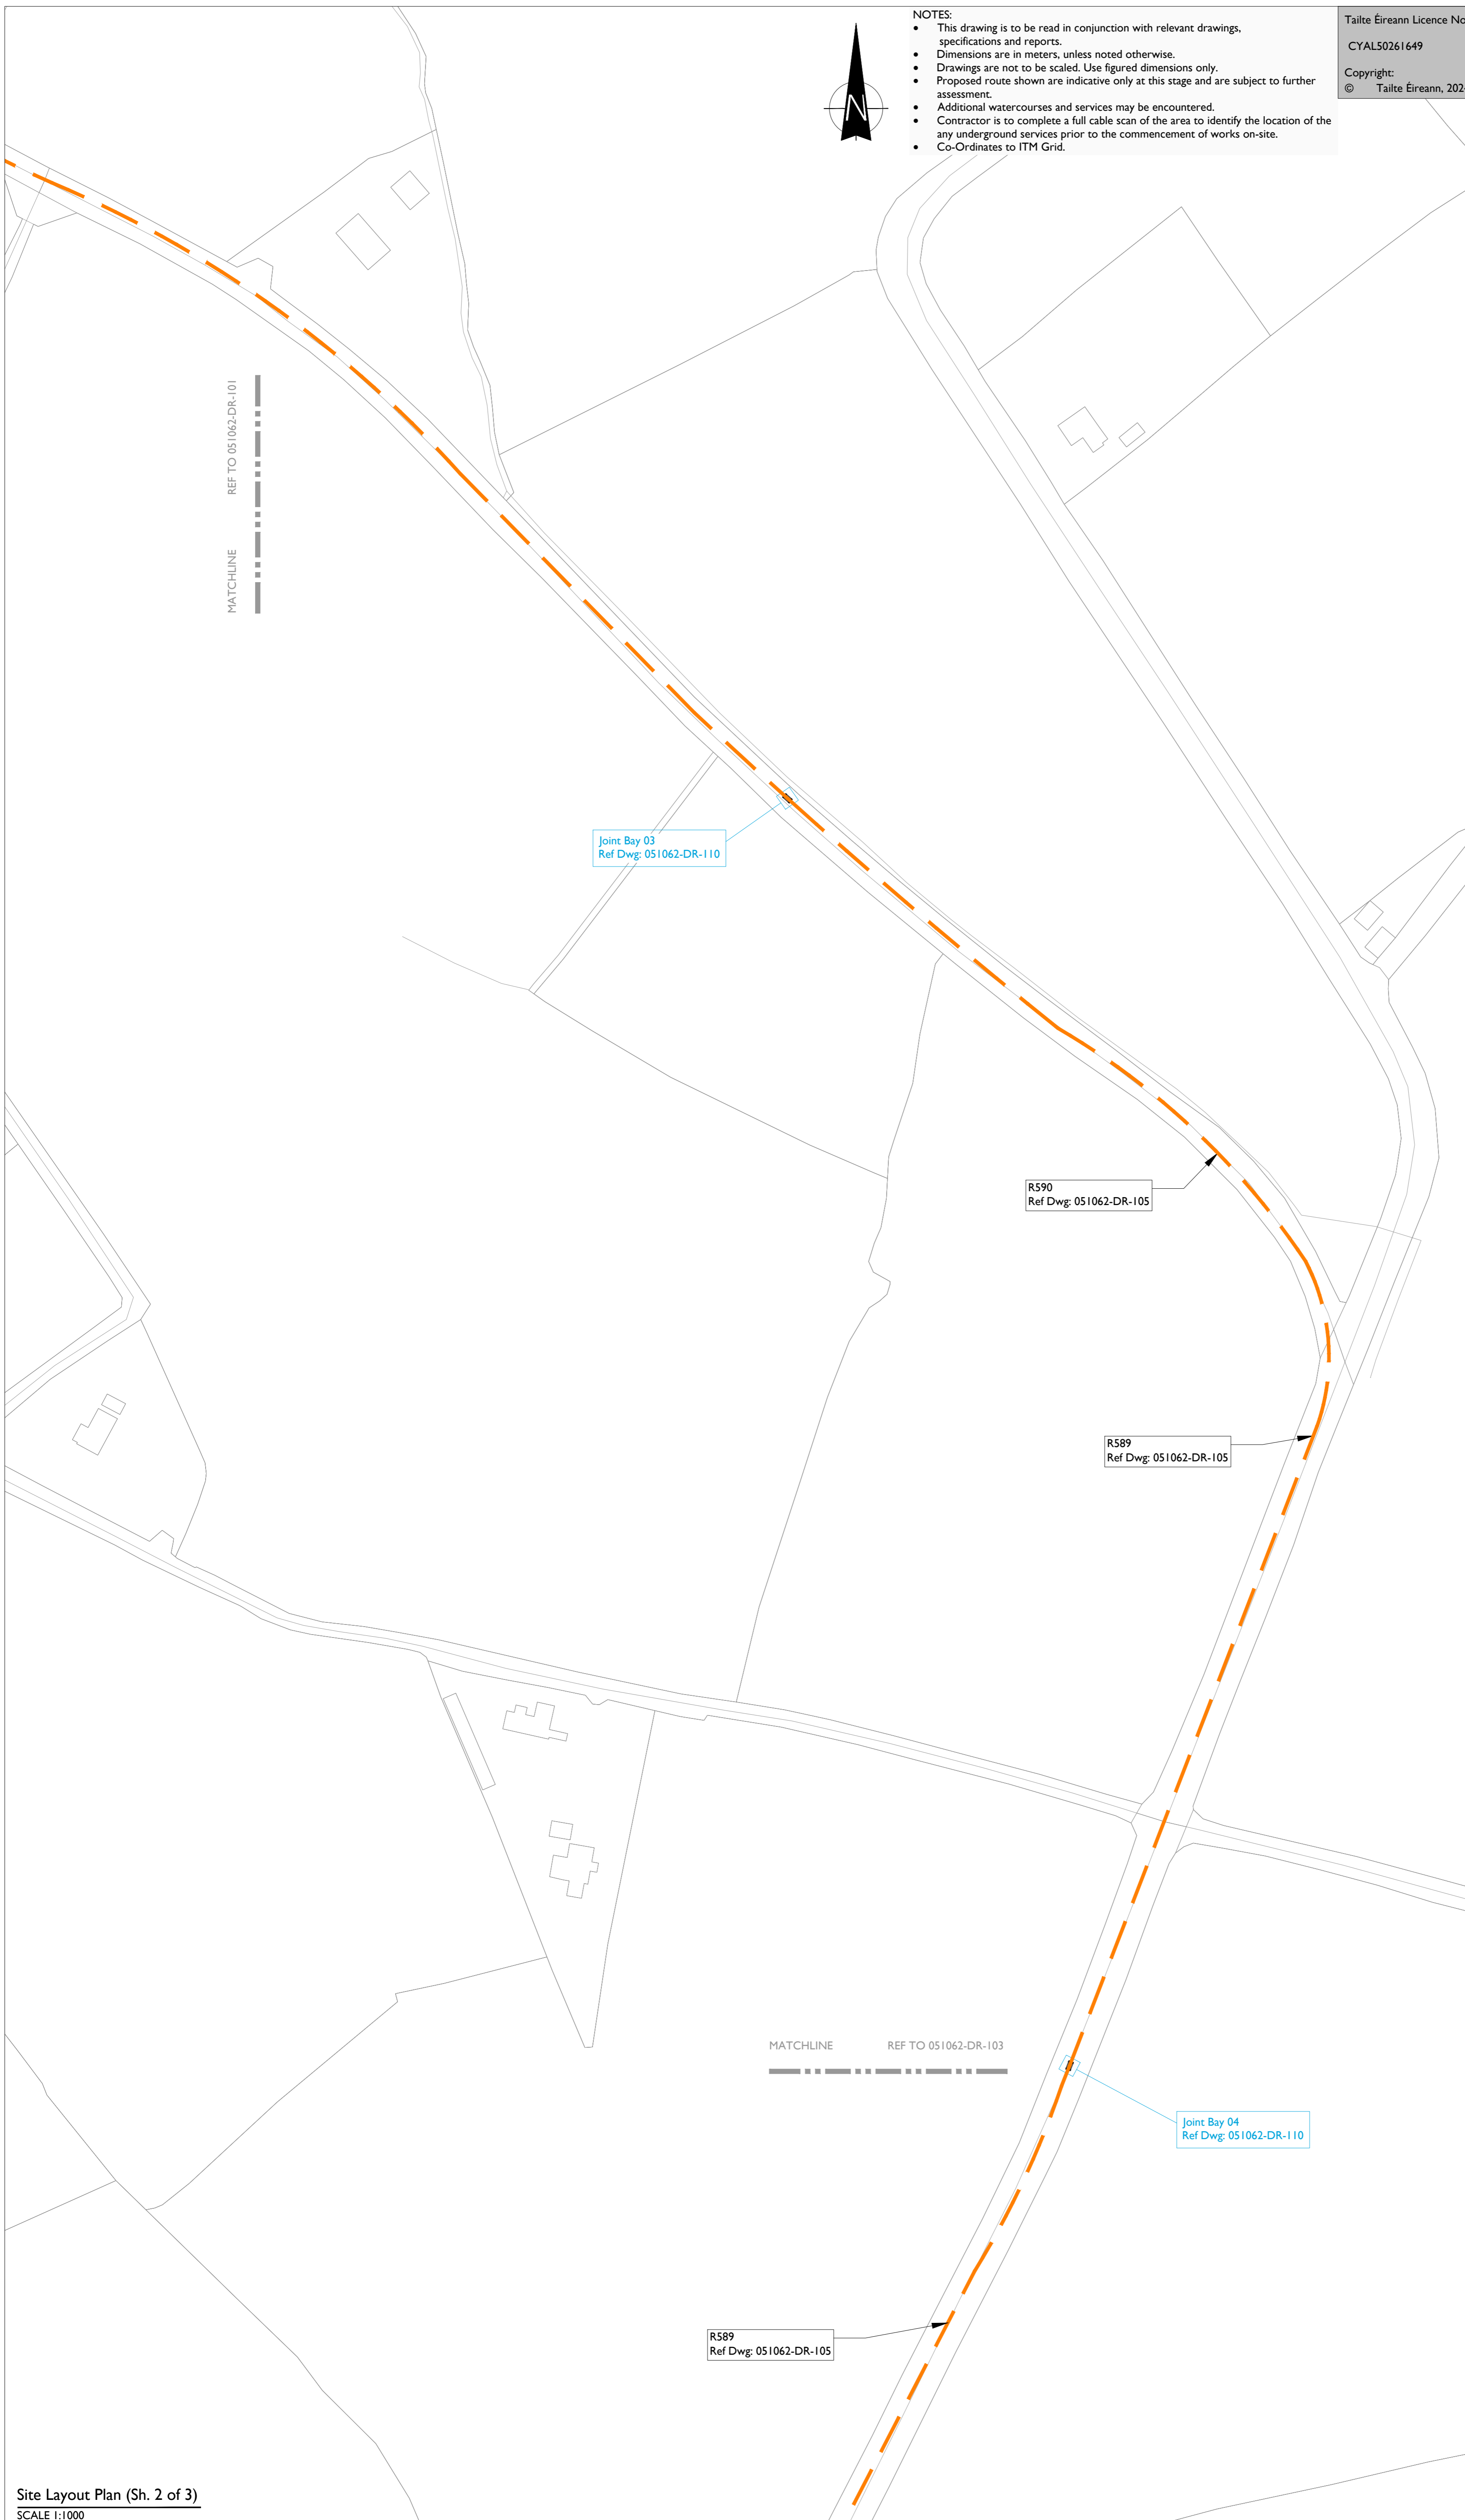 NOTES:
• This drawing is to be read in conjunction with relevant drawings,
specifications and reports.
• Dimensions are in meters, unless noted otherwise.
• Drawings are not to be scaled. Use figured dimensions only.
• Proposed route shown are indicative only at this stage and are subject to further
assessment.
• Additional watercourses and services may be encountered.
• Contractor is to complete a full cable scan of the area to identify the location of the
any underground services prior to the commencement of works on-site.
• Co-Ordinates to ITM Grid.
Tailte Éireann Licence No
CYAL50261649
Copyright:
© Tailte Éireann, 202
N
MATCHLINE REF TO 051062-DR-101
Joint Bay 03
Ref Dwg: 051062-DR-110
R590
Ref Dwg: 051062-DR-105
R589
Ref Dwg: 051062-DR-105
MATCHLINE REF TO 051062-DR-103
Joint Bay 04
Ref Dwg: 051062-DR-110
R589
Ref Dwg: 051062-DR-105
Site Layout Plan (Sh. 2 of 3)
SCALE 1:1000